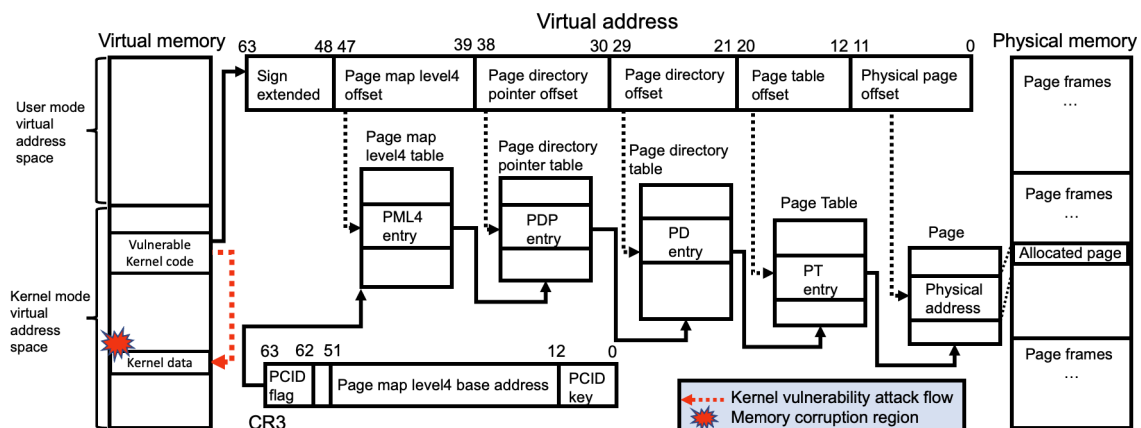 Virtual address
Virtual memory
63
48
47
39
38
30
29
21
20
12
11
0
Physical memory
Sign
extended
Page map level4
offset
Page directory
pointer offset
Page directory
offset
Page table
offset
Physical page
offset
Page frames
...
User mode
virtual
address
space
Page map
level4 table
Page directory
pointer table
Page directory
table
Page Table
Page
PML4
entry
PDP
entry
PD
entry
PT
entry
Physical
address
Page frames
...
Allocated page
Vulnerable
Kernel code
Kernel mode
virtual
address
space
Kernel data
63
62
51
12
0
PCID
flag
Page map level4 base address
PCID
key
CR3
Page frames
...
Kernel vulnerability attack flow
Memory corruption region